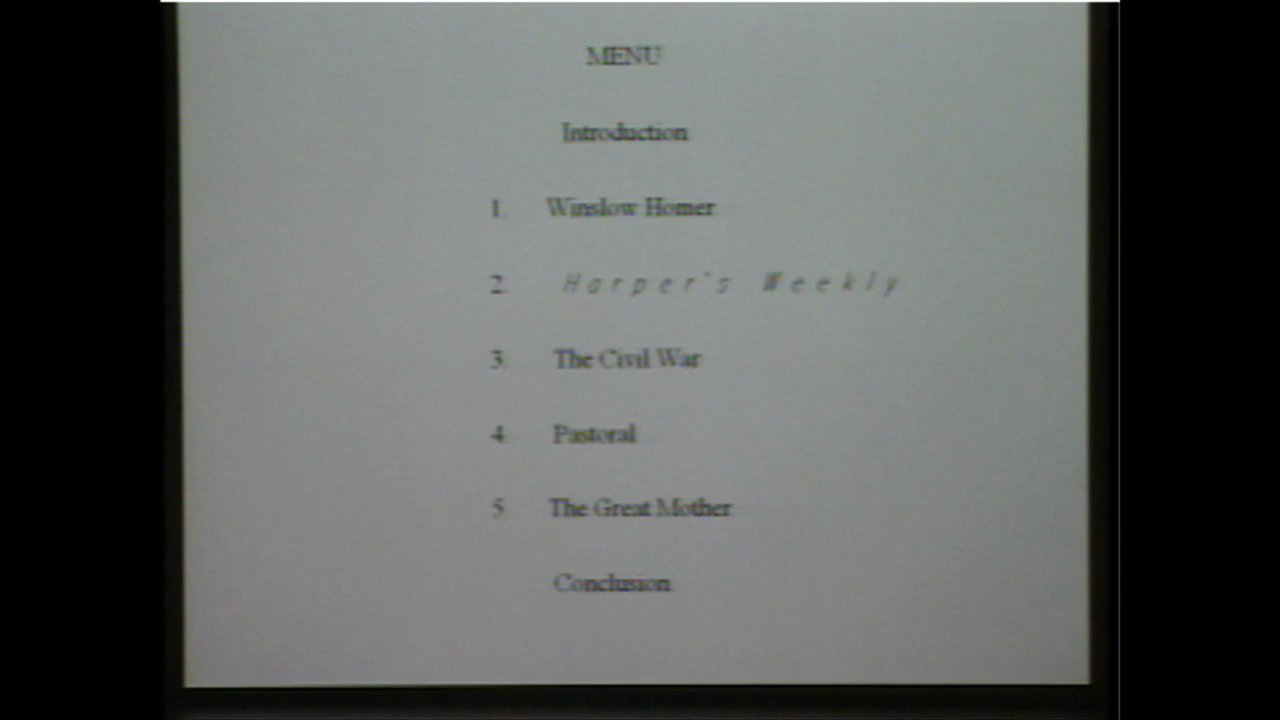 MENU
Introduction
1. Winslow Homer
2. Harper's Weekly
3. The Civil War
4. Pastoral
5. The Great Mother
Conclusion